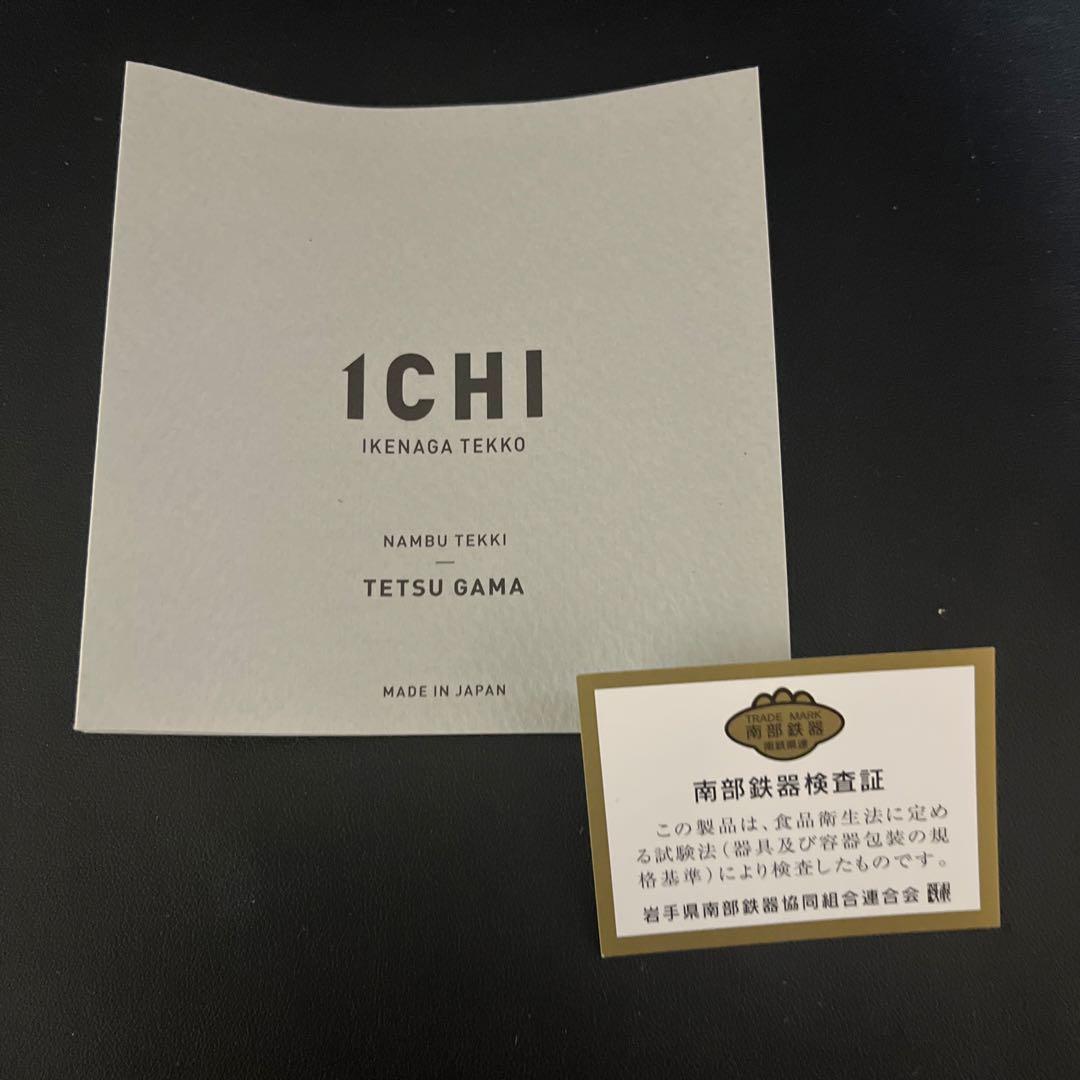 1CHI
IKENAGA TEKKO
NAMBU TEKKI
TETSU GAMA
MADE IN JAPAN
TRADE MARK
南部鉄器
南部鉄器検査証
この製品は、食品衛生法に定め
る試験法（器具及び容器包装の規
格基準）により検査したものです。
岩手県南部鉄器協同組合連合会